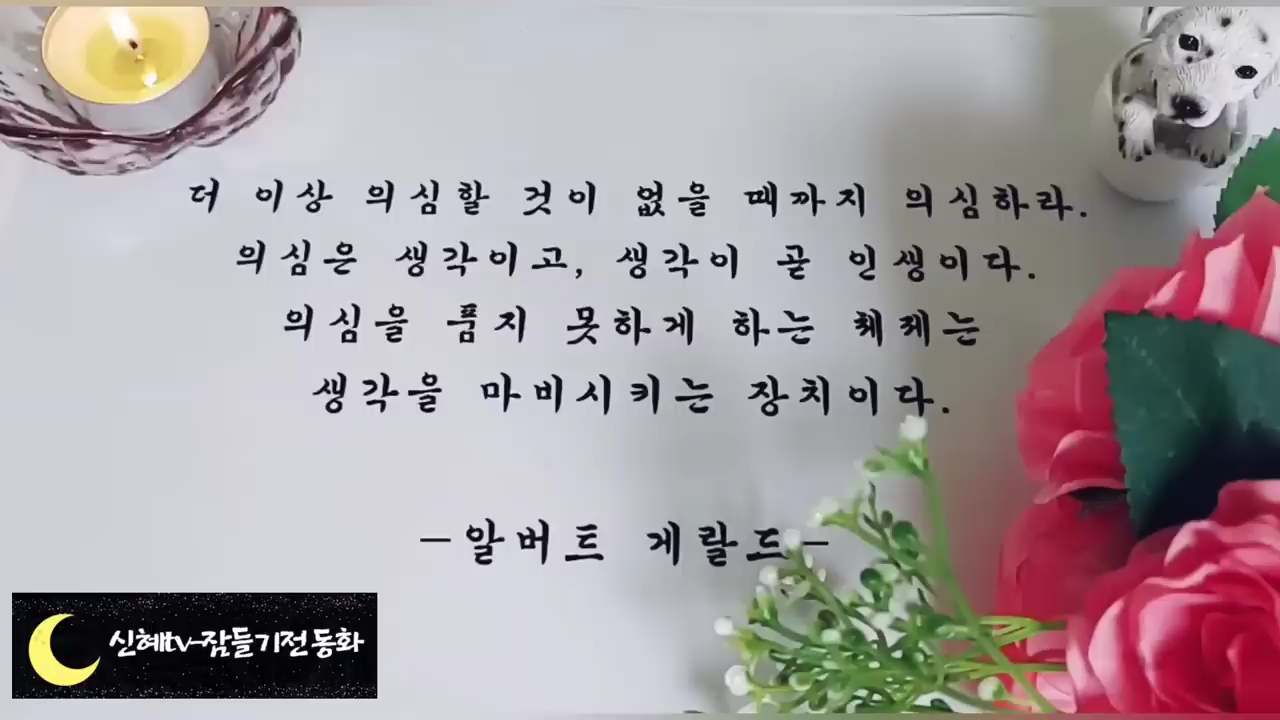 더 이상 의심할 것이 없을 때까지 의심하라.
의심은 생각이고, 생각이 곧 인생이다.
의심을 품지 못하게 하는 체제는
생각을 마비시키는 장치이다.
-알버트 게랄드-
신혜tv-잠들기전 동화